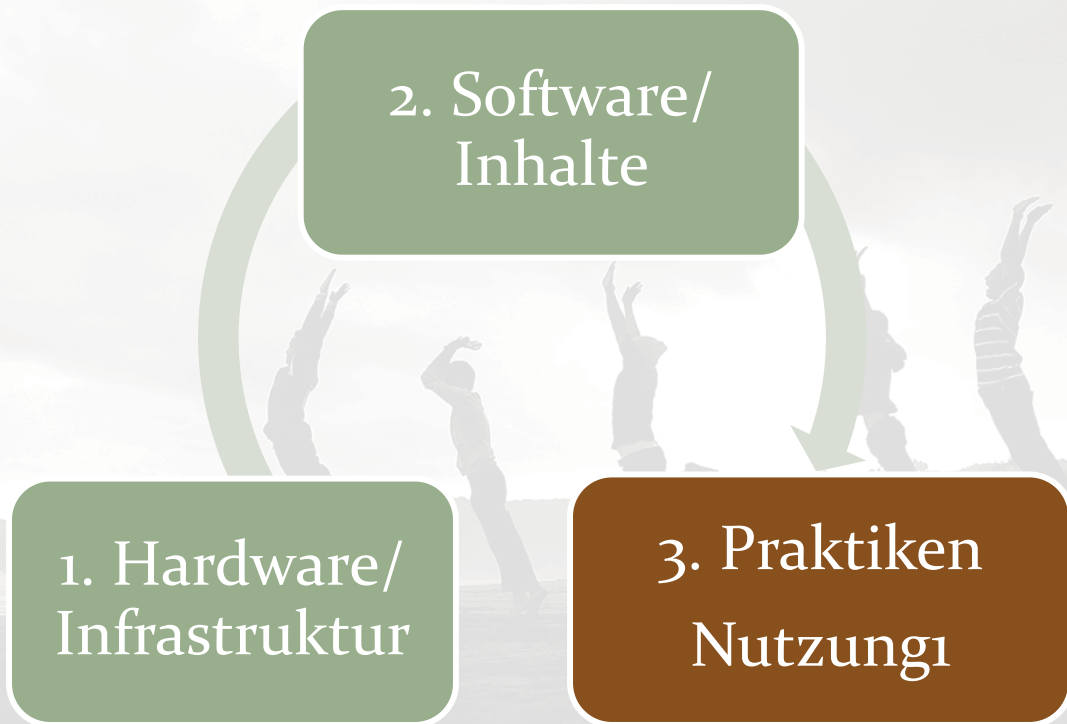 2. Software/
Inhalte
1. Hardware/
Infrastruktur
3. Praktiken
Nutzung1